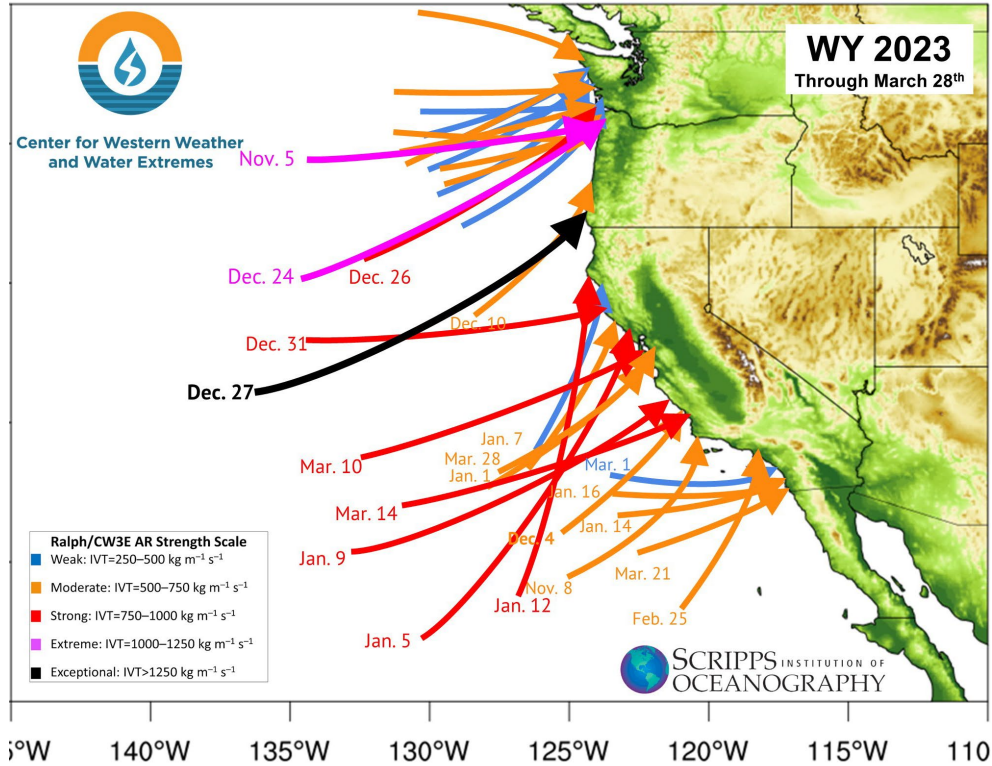 WY 2023
Through March 28th
Center for Western Weather
and Water Extremes
Nov. 5
Dec. 24
Dec. 26
Dec. 10
Dec. 31
Dec. 27
Jan. 7
Mar. 28
Jan. 1
Mar. 10
Mar. 1
Jan. 16
Mar. 14
Jan. 14
Dec. 4
Jan. 9
Mar. 21
Nov. 8
Jan. 12
Feb. 25
Jan. 5
Ralph/CW3E AR Strength Scale
Weak: IVT=250–500 kg m⁻¹ s⁻¹
Moderate: IVT=500–750 kg m⁻¹ s⁻¹
Strong: IVT=750–1000 kg m⁻¹ s⁻¹
Extreme: IVT=1000–1250 kg m⁻¹ s⁻¹
Exceptional: IVT>1250 kg m⁻¹ s⁻¹
SCRIPPS INSTITUTION OF
OCEANOGRAPHY
5°W 140°W 135°W 130°W 125°W 120°W 115°W 110